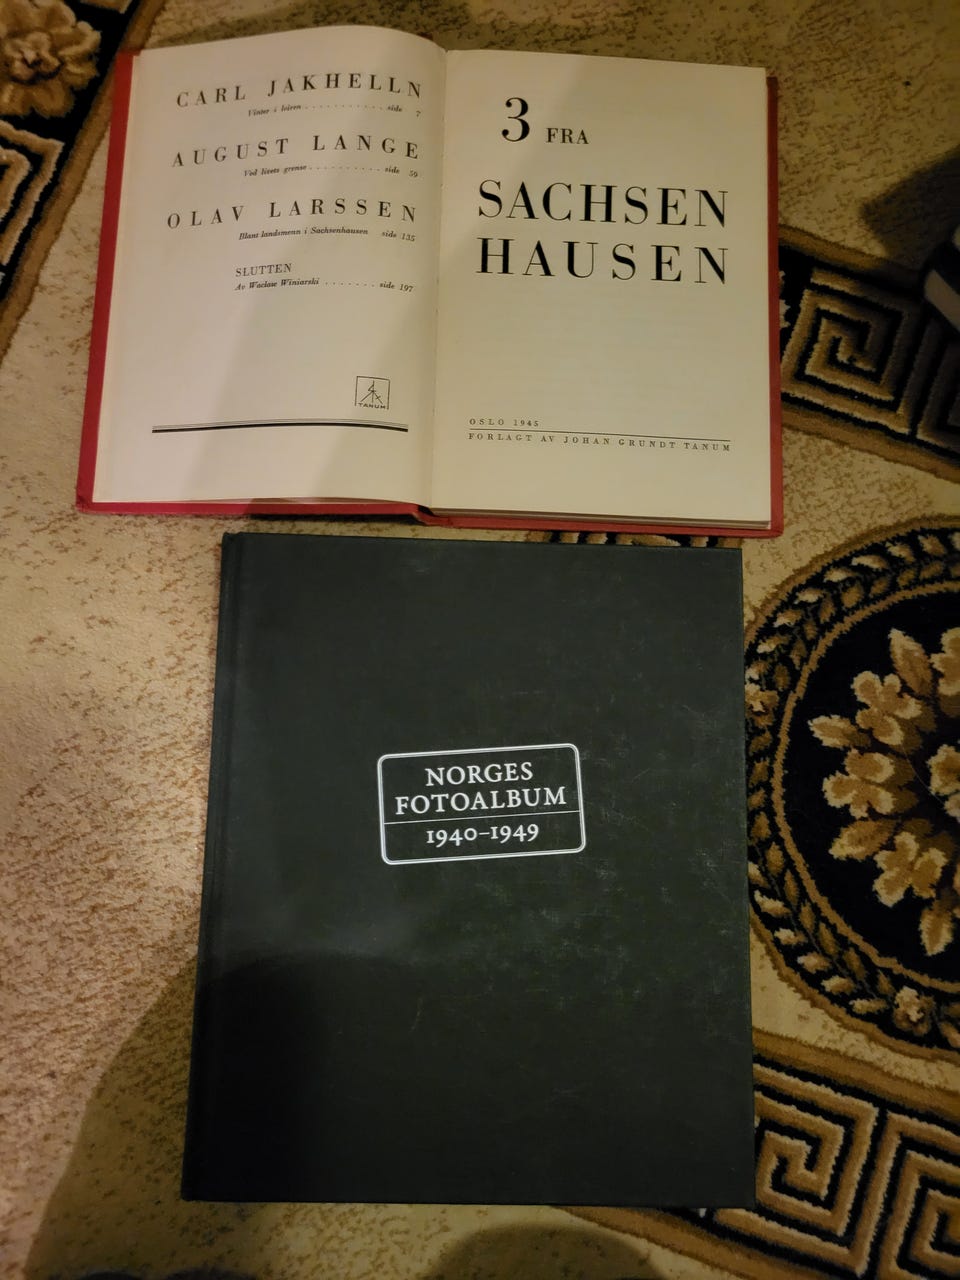 CARL JAKHELLN
Vinter i leiren . . . . . . . . . . . side 7
AUGUST LANGE
Ved livets grense . . . . . . . . . side 59
OLAV LARSSEN
Blant landsmenn i Sachsenhausen side 135
SLUTTEN
Av Waclaw Winiarski . . . . . . . side 197
TANUM
3 FRA
SACHSEN
HAUSEN
OSLO 1945
FORLAGT AV JOHAN GRUNDT TANUM
NORGES
FOTOALBUM
1940–1949